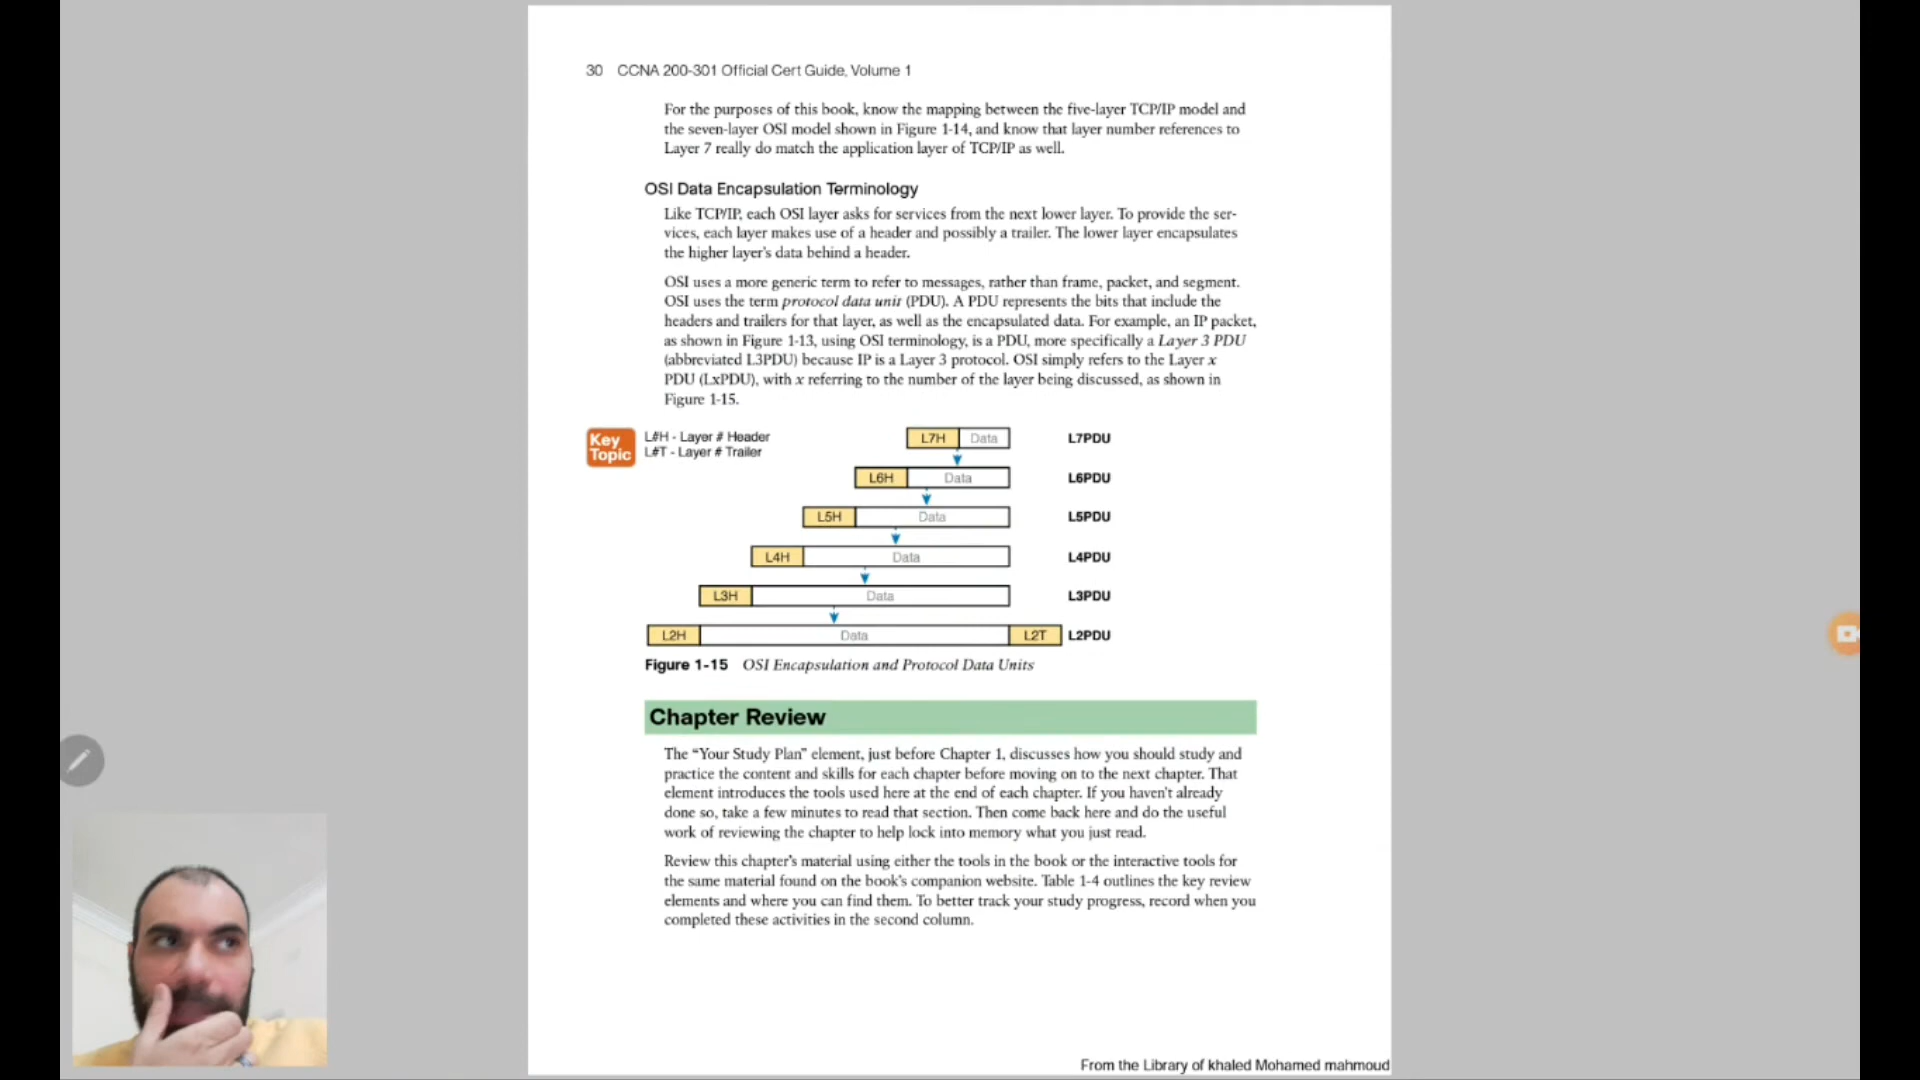 30 CCNA 200-301 Official Cert Guide, Volume 1
For the purposes of this book, know the mapping between the five-layer TCP/IP model and
the seven-layer OSI model shown in Figure 1-14, and know that layer number references to
Layer 7 really do match the application layer of TCP/IP as well.
OSI Data Encapsulation Terminology
Like TCP/IP, each OSI layer asks for services from the next lower layer. To provide the ser-
vices, each layer makes use of a header and possibly a trailer. The lower layer encapsulates
the higher layer's data behind a header.
OSI uses a more generic term to refer to messages, rather than frame, packet, and segment.
OSI uses the term protocol data unit (PDU). A PDU represents the bits that include the
headers and trailers for that layer, as well as the encapsulated data. For example, an IP packet,
as shown in Figure 1-13, using OSI terminology, is a PDU, more specifically a Layer 3 PDU
(abbreviated L3PDU) because IP is a Layer 3 protocol. OSI simply refers to the Layer x
PDU (LxPDU), with x referring to the number of the layer being discussed, as shown in
Figure 1-15.
Key
Topic
L#H - Layer # Header
L#T - Layer # Trailer
L7H Data L7PDU
L6H Data L6PDU
L5H Data L5PDU
L4H Data L4PDU
L3H Data L3PDU
L2H Data L2T L2PDU
Figure 1-15 OSI Encapsulation and Protocol Data Units
Chapter Review
The “Your Study Plan” element, just before Chapter 1, discusses how you should study and
practice the content and skills for each chapter before moving on to the next chapter. That
element introduces the tools used here at the end of each chapter. If you haven't already
done so, take a few minutes to read that section. Then come back here and do the useful
work of reviewing the chapter to help lock into memory what you just read.
Review this chapter's material using either the tools in the book or the interactive tools for
the same material found on the book's companion website. Table 1-4 outlines the key review
elements and where you can find them. To better track your study progress, record when you
completed these activities in the second column.
From the Library of khaled Mohamed mahmoud